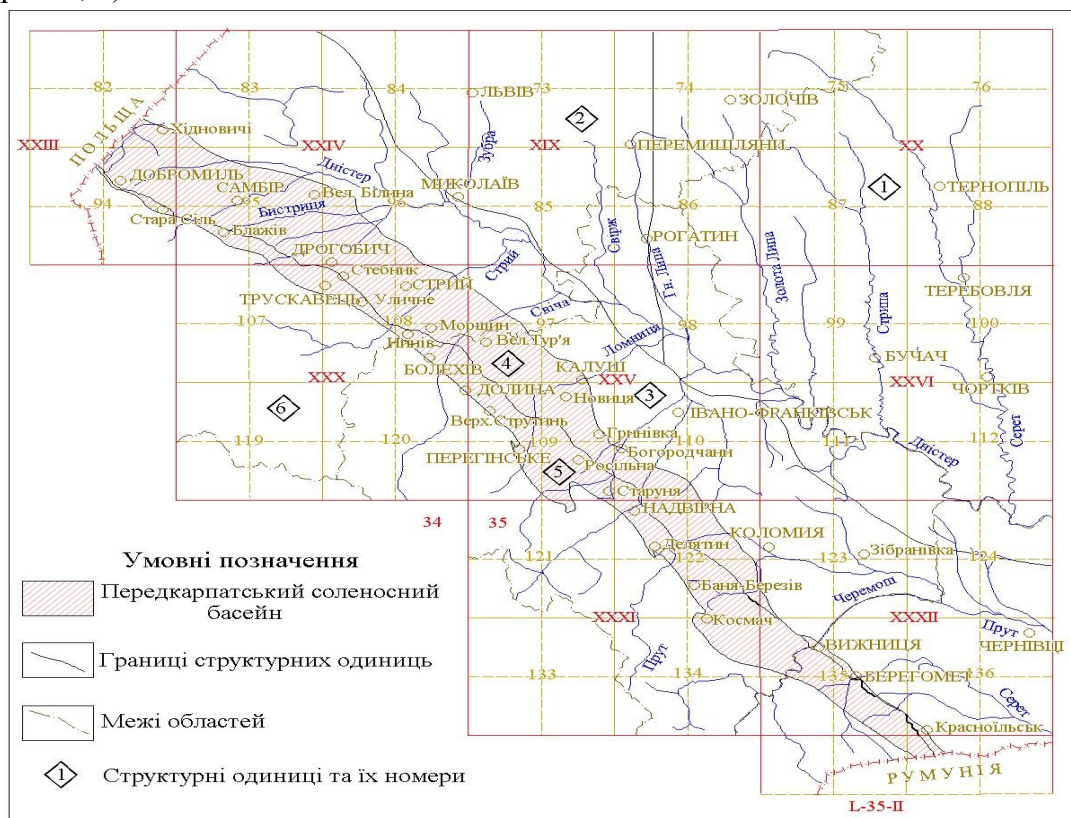 82
83
84
ЛЬВІВ
73
74
ЗОЛОЧІВ
75
76
ПОЛЬЩА
Хідновичі
2
XXIII
XXIV
Зубра
XIX
ПЕРЕМИШЛЯНИ
XX
Дністер
ДОБРОМИЛЬ
САМБІР
Вел. Білина
МИКОЛАЇВ
1
ТЕРНОПІЛЬ
94
95
Бистриця
96
85
86
87
88
Стара Сіль
Блажів
Свірж
РОГАТИН
ДРОГОБИЧ
Стебник
СТРИЙ
Стрий
Гн. Липа
Золота Липа
ТЕРЕБОВЛЯ
ТРУСКАВЕЦЬ
Уличне
Свіча
Стрипа
107
108
Моршин
97
98
99
100
Вел.Тур'я
Ломниця
БОЛЕХІВ
4
БУЧАЧ
XXX
ДОЛИНА
КАЛУШ
XXV
XXVI
ЧОРТКІВ
6
Новиця
3
ІВАНО-ФРАНКІВСЬК
Верх.Струтинь
Серет
119
120
109
Гринівка
110
111
112
ПЕРЕГІНСЬКЕ
Богородчани
Дністер
5
Росільна
Старуня
34
35
НАДВІРНА
КОЛОМИЯ
Делятин
Зібранівка
121
122
123
124
Баня-Березів
Черемош
XXXI
Космач
XXXII
Прут
ЧЕРНІВЦІ
Прут
ВИЖНИЦЯ
133
134
135
БЕРЕГОМЕТ
136
Серет
Красноїльськ
РУМУНІЯ
L-35-II
Умовні позначення
Передкарпатський соленосний
басейн
Границі структурних одиниць
Межі областей
1
Структурні одиниці та їх номери